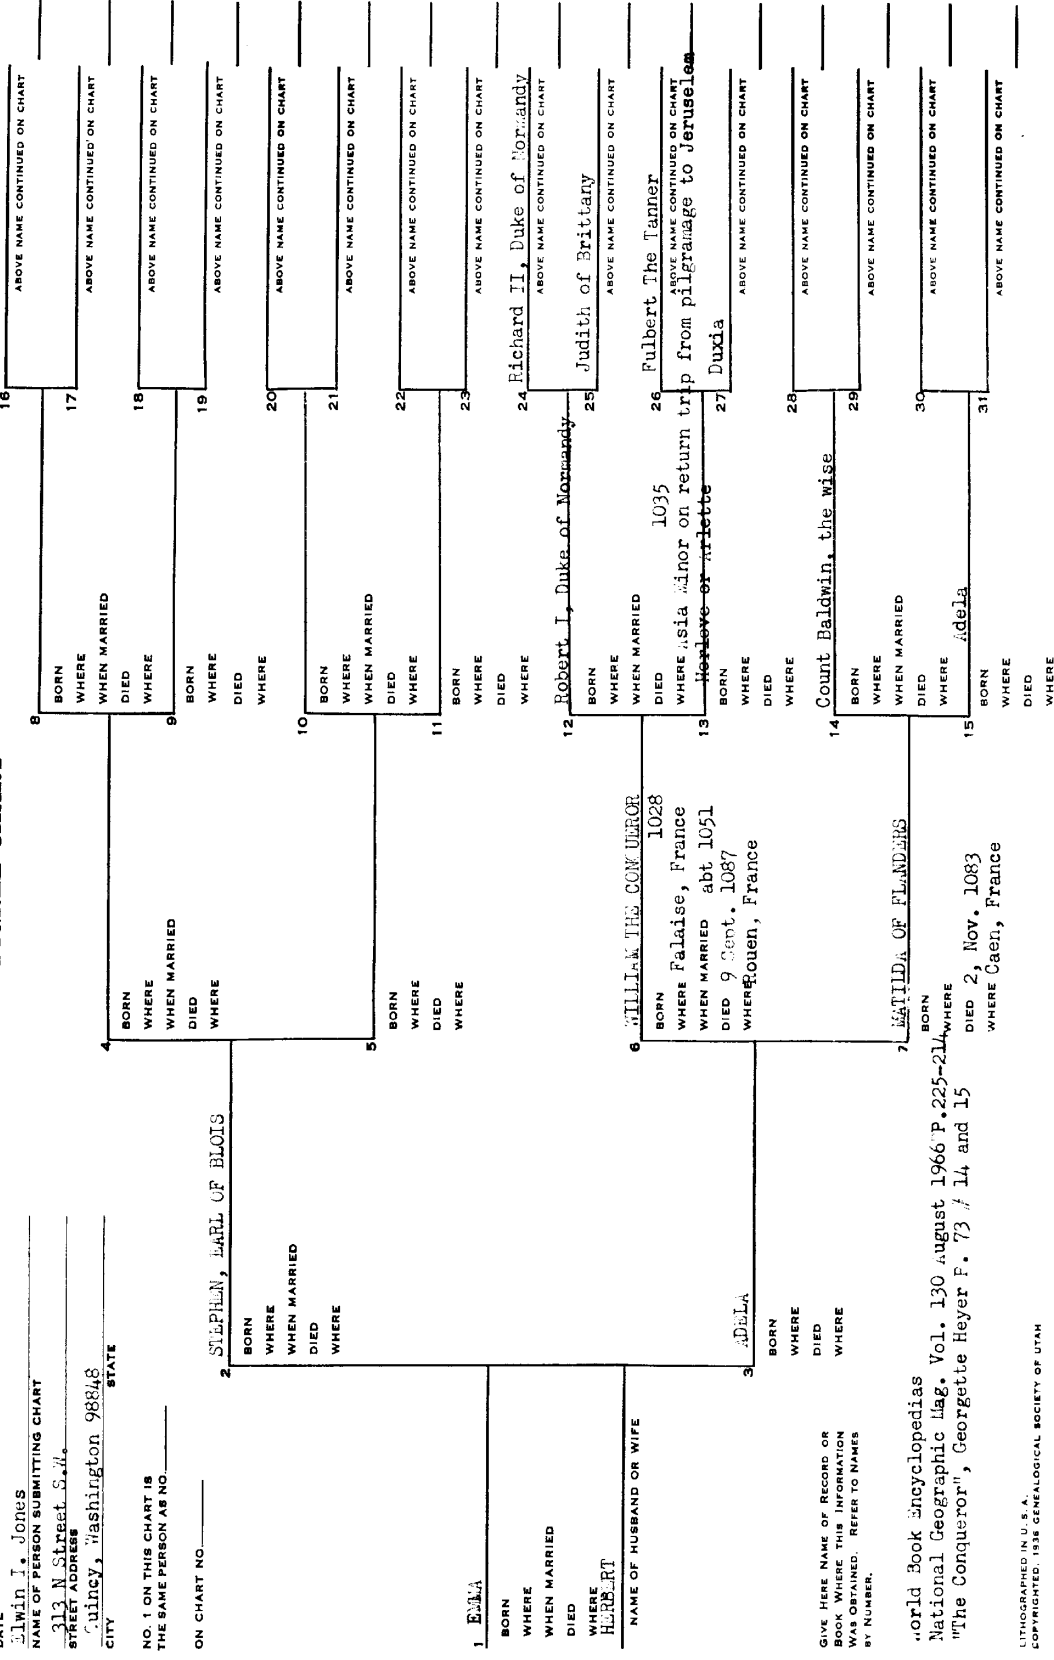 DATE
Elwin I. Jones
NAME OF PERSON SUBMITTING CHART
313 N Street S.W.
STREET ADDRESS
Quincy, Washington 98848
CITY STATE
NO. 1 ON THIS CHART IS
THE SAME PERSON AS NO.
ON CHART NO.
1 EMMA
BORN
WHERE
WHEN MARRIED
DIED
WHERE
HERBERT
NAME OF HUSBAND OR WIFE
GIVE HERE NAME OF RECORD OR
BOOK WHERE THIS INFORMATION
WAS OBTAINED. REFER TO NAMES
BY NUMBER.
World Book Encyclopedias
National Geographic Mag. Vol. 130 August 1966 P.225-214
"The Conqueror", Georgette Heyer P. 73 # 14 and 15
LITHOGRAPHED IN U.S.A.
COPYRIGHTED, 1936 GENEALOGICAL SOCIETY OF UTAH
2 STEPHEN, EARL OF BLOIS
BORN
WHERE
WHEN MARRIED
DIED
WHERE
3 ADELA
BORN
WHERE
DIED
WHERE
4
BORN
WHERE
WHEN MARRIED
DIED
WHERE
5
BORN
WHERE
DIED
WHERE
6 WILLIAM THE CONQUEROR
BORN 1028
WHERE Falaise, France
WHEN MARRIED abt 1051
DIED 9 Sept. 1087
WHERE Rouen, France
7 MATILDA OF FLANDERS
BORN
WHERE
DIED 2, Nov. 1083
WHERE Caen, France
8
BORN
WHERE
WHEN MARRIED
DIED
WHERE
9
BORN
WHERE
DIED
WHERE
10
BORN
WHERE
WHEN MARRIED
DIED
WHERE
11
BORN
WHERE
DIED
WHERE
12 Robert I, Duke of Normandy
BORN
WHERE
WHEN MARRIED
DIED 1035
WHERE Asia Minor on return trip from pilgramage to Jeruselem
13 Herleve or Arlette
BORN
WHERE
DIED
WHERE
14 Count Baldwin, the wise
BORN
WHERE
WHEN MARRIED
DIED
WHERE
15 Adela
BORN
WHERE
DIED
WHERE
16
ABOVE NAME CONTINUED ON CHART
17
ABOVE NAME CONTINUED ON CHART
18
ABOVE NAME CONTINUED ON CHART
19
ABOVE NAME CONTINUED ON CHART
20
ABOVE NAME CONTINUED ON CHART
21
ABOVE NAME CONTINUED ON CHART
22
ABOVE NAME CONTINUED ON CHART
23
ABOVE NAME CONTINUED ON CHART
24 Richard II, Duke of Normandy
ABOVE NAME CONTINUED ON CHART
25 Judith of Brittany
ABOVE NAME CONTINUED ON CHART
26 Fulbert The Tanner
ABOVE NAME CONTINUED ON CHART
27 Duxia
ABOVE NAME CONTINUED ON CHART
28
ABOVE NAME CONTINUED ON CHART
29
ABOVE NAME CONTINUED ON CHART
30
ABOVE NAME CONTINUED ON CHART
31
ABOVE NAME CONTINUED ON CHART